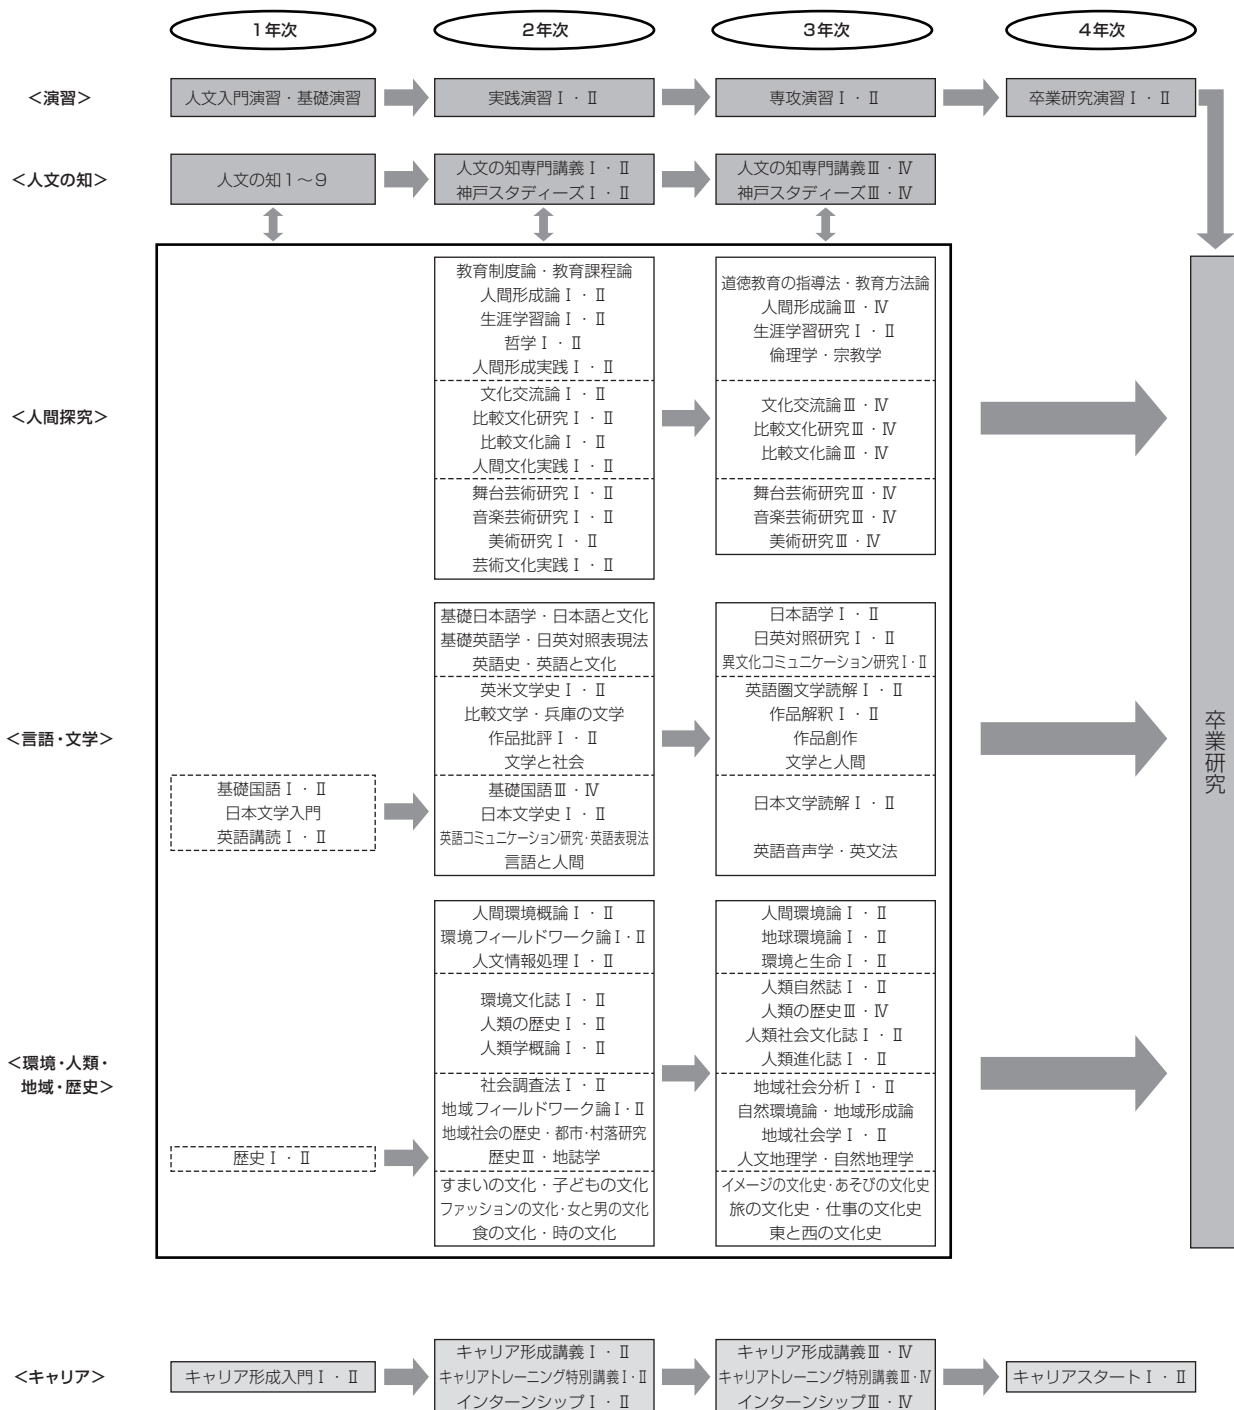 1年次
2年次
3年次
4年次
＜演習＞
人文入門演習・基礎演習
実践演習Ⅰ・Ⅱ
専攻演習Ⅰ・Ⅱ
卒業研究演習Ⅰ・Ⅱ
＜人文の知＞
人文の知1～9
人文の知専門講義Ⅰ・Ⅱ
神戸スタディーズⅠ・Ⅱ
人文の知専門講義Ⅲ・Ⅳ
神戸スタディーズⅢ・Ⅳ
＜人間探究＞
教育制度論・教育課程論
人間形成論Ⅰ・Ⅱ
生涯学習論Ⅰ・Ⅱ
哲学Ⅰ・Ⅱ
人間形成実践Ⅰ・Ⅱ
文化交流論Ⅰ・Ⅱ
比較文化研究Ⅰ・Ⅱ
比較文化論Ⅰ・Ⅱ
人間文化実践Ⅰ・Ⅱ
舞台芸術研究Ⅰ・Ⅱ
音楽芸術研究Ⅰ・Ⅱ
美術研究Ⅰ・Ⅱ
芸術文化実践Ⅰ・Ⅱ
道徳教育の指導法・教育方法論
人間形成論Ⅲ・Ⅳ
生涯学習研究Ⅰ・Ⅱ
倫理学・宗教学
文化交流論Ⅲ・Ⅳ
比較文化研究Ⅲ・Ⅳ
比較文化論Ⅲ・Ⅳ
舞台芸術研究Ⅲ・Ⅳ
音楽芸術研究Ⅲ・Ⅳ
美術研究Ⅲ・Ⅳ
＜言語・文学＞
基礎国語Ⅰ・Ⅱ
日本文学入門
英語講読Ⅰ・Ⅱ
基礎日本語学・日本語と文化
基礎英語学・日英対照表現法
英語史・英語と文化
英米文学史Ⅰ・Ⅱ
比較文学・兵庫の文学
作品批評Ⅰ・Ⅱ
文学と社会
基礎国語Ⅲ・Ⅳ
日本文学史Ⅰ・Ⅱ
英語コミュニケーション研究・英語表現法
言語と人間
日本語学Ⅰ・Ⅱ
日英対照研究Ⅰ・Ⅱ
異文化コミュニケーション研究Ⅰ・Ⅱ
英語圏文学読解Ⅰ・Ⅱ
作品解釈Ⅰ・Ⅱ
作品創作
文学と人間
日本文学読解Ⅰ・Ⅱ
英語音声学・英文法
＜環境・人類・
地域・歴史＞
歴史Ⅰ・Ⅱ
人間環境概論Ⅰ・Ⅱ
環境フィールドワーク論Ⅰ・Ⅱ
人文情報処理Ⅰ・Ⅱ
環境文化誌Ⅰ・Ⅱ
人類の歴史Ⅰ・Ⅱ
人類学概論Ⅰ・Ⅱ
社会調査法Ⅰ・Ⅱ
地域フィールドワーク論Ⅰ・Ⅱ
地域社会の歴史・都市・村落研究
歴史Ⅲ・地誌学
すまいの文化・子どもの文化
ファッションの文化・女と男の文化
食の文化・時の文化
人間環境論Ⅰ・Ⅱ
地球環境論Ⅰ・Ⅱ
環境と生命Ⅰ・Ⅱ
人類自然誌Ⅰ・Ⅱ
人類の歴史Ⅲ・Ⅳ
人類社会文化誌Ⅰ・Ⅱ
人類進化誌Ⅰ・Ⅱ
地域社会分析Ⅰ・Ⅱ
自然環境論・地域形成論
地域社会学Ⅰ・Ⅱ
人文地理学・自然地理学
イメージの文化史・あそびの文化史
旅の文化史・仕事の文化史
東と西の文化史
卒業研究
＜キャリア＞
キャリア形成入門Ⅰ・Ⅱ
キャリア形成講義Ⅰ・Ⅱ
キャリアトレーニング特別講義Ⅰ・Ⅱ
インターンシップⅠ・Ⅱ
キャリア形成講義Ⅲ・Ⅳ
キャリアトレーニング特別講義Ⅲ・Ⅳ
インターンシップⅢ・Ⅳ
キャリアスタートⅠ・Ⅱ